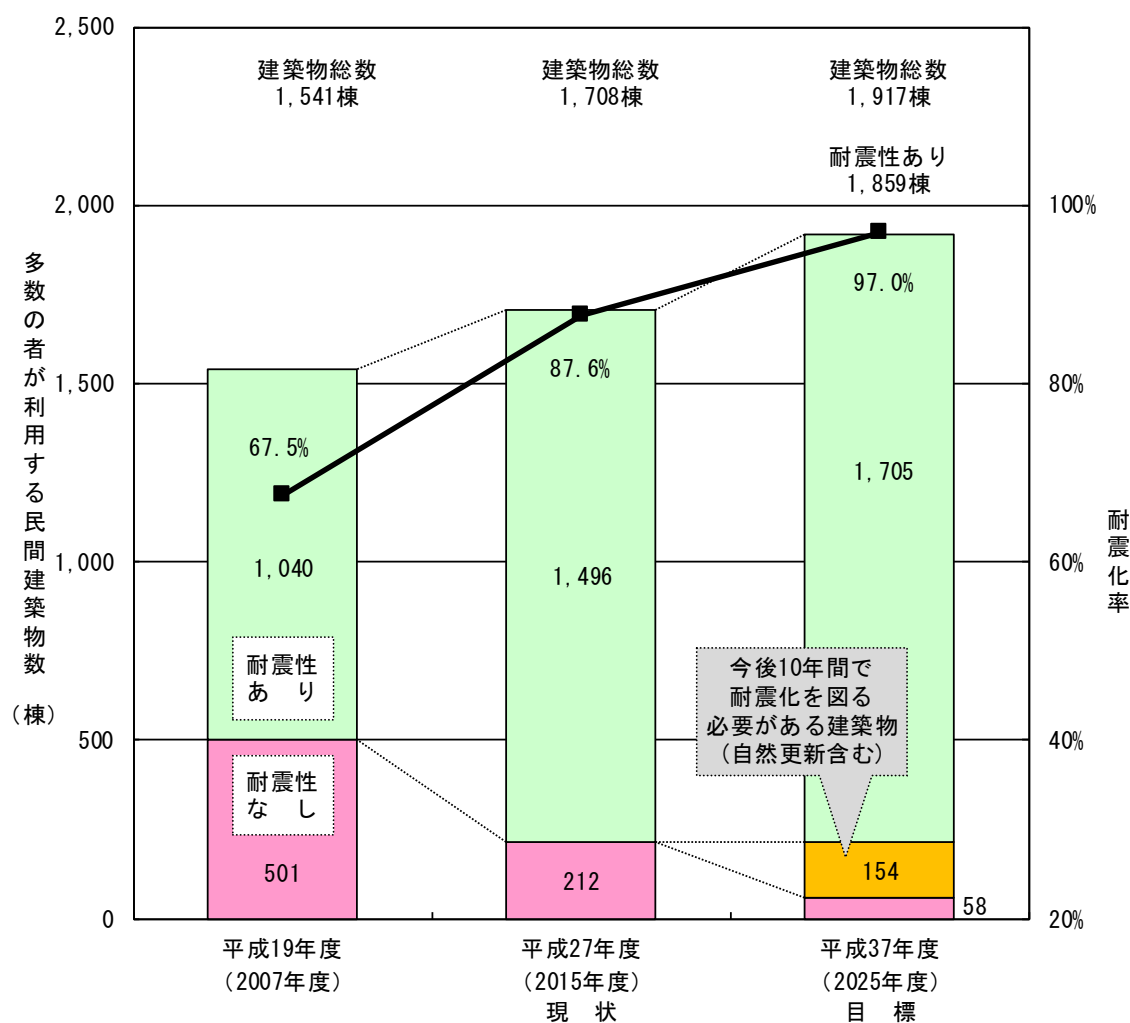 2,500
建築物総数
1,541棟
建築物総数
1,708棟
建築物総数
1,917棟
耐震性あり
1,859棟
2,000
100%
多数の者が利用する民間建築物数
（棟）
97.0%
87.6%
1,500
80%
67.5%
1,705
耐震化率
1,000
60%
1,040
1,496
耐震性
あ　り
今後10年間で
耐震化を図る
必要がある建築物
（自然更新含む）
500
40%
耐震性
な　し
501
212
154
58
0
20%
平成19年度
（2007年度）
平成27年度
（2015年度）
現　状
平成37年度
（2025年度）
目　標